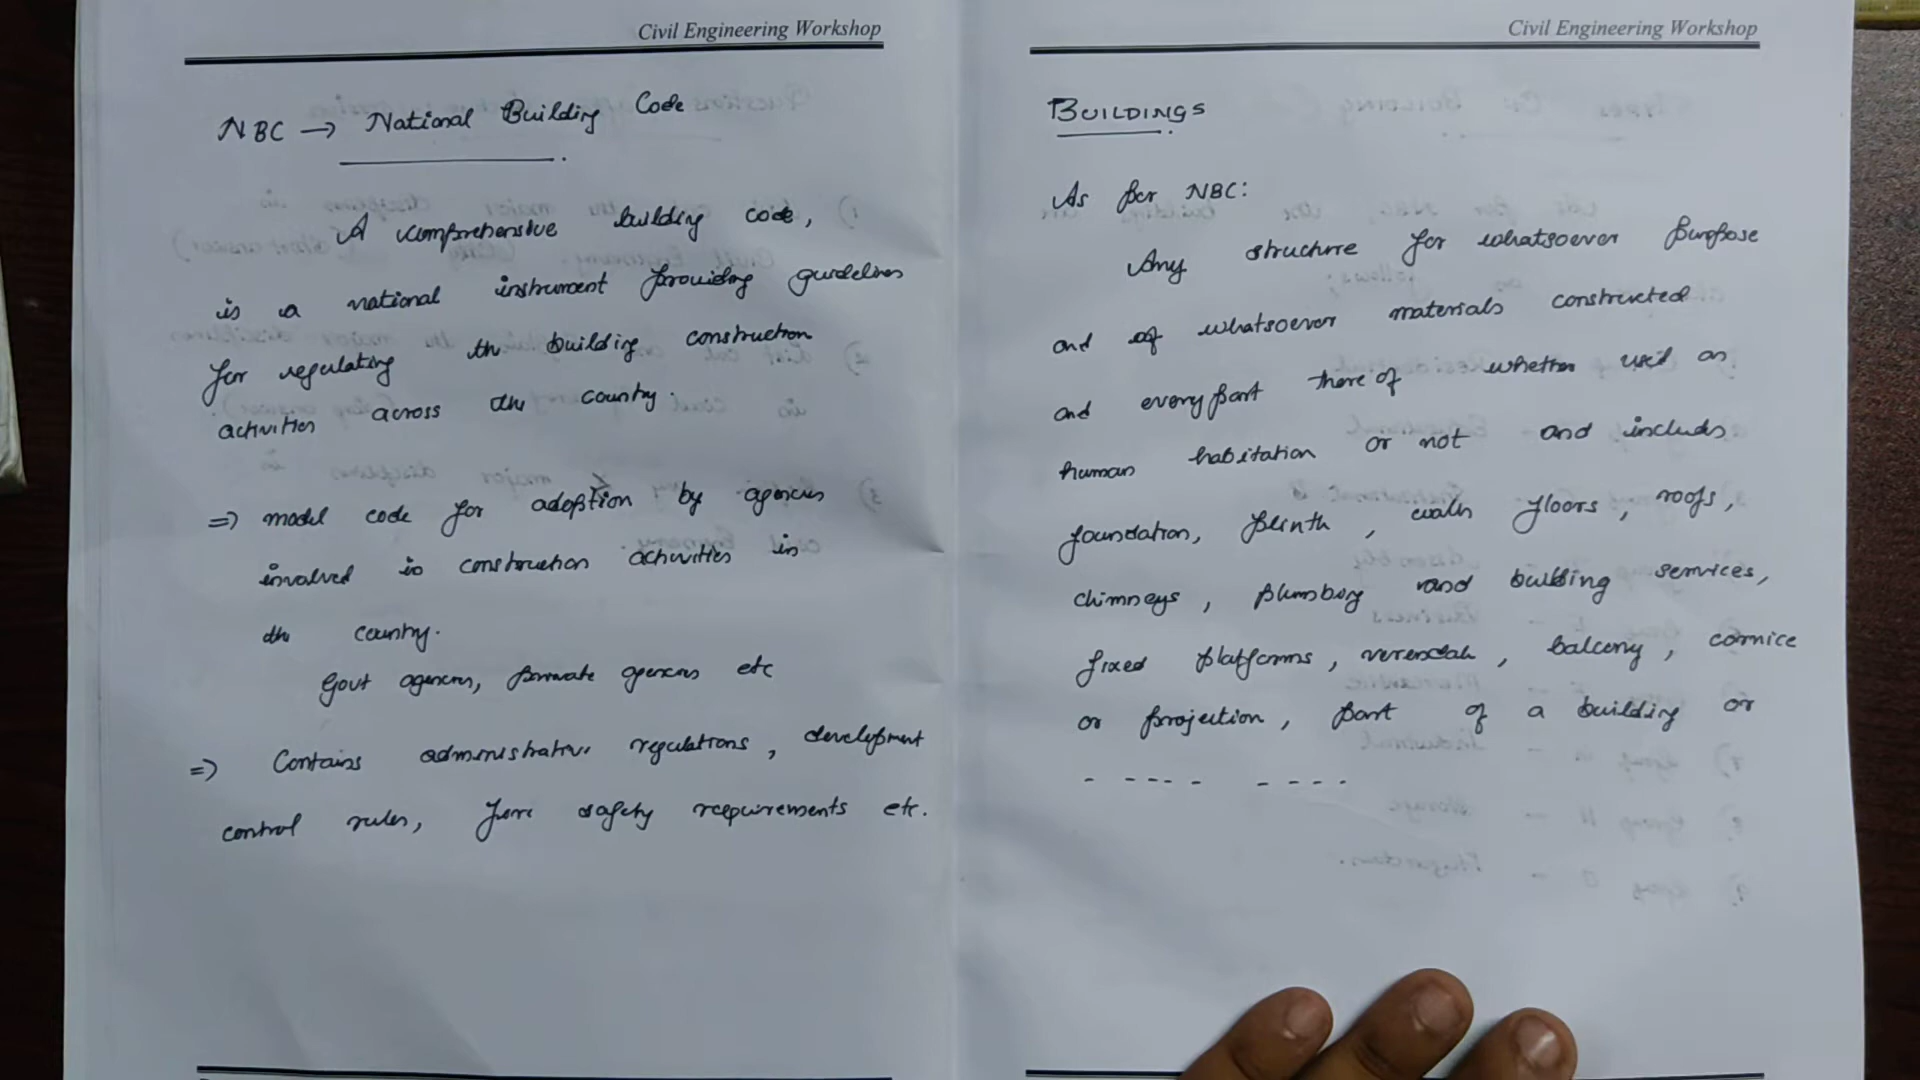 Civil Engineering Workshop
NBC → National Building Code
A comprehensive building code,
is a national instrument providing guidelines
for regulating the building construction
activities across the country.
=> model code for adoption by agencies
involved in construction activities in
the country.
Govt agencies, private agencies etc
=> Contains administrative regulations, development
control rules, fire safety requirements etc.
Civil Engineering Workshop
BUILDINGS
As per NBC:
Any structure for whatsoever purpose
and of whatsoever materials constructed
and every part there of whether used as
human habitation or not and includes
foundation, plinth, walls floors, roofs,
chimneys, plumbing and building services,
fixed platforms, verendah, balcony, cornice
or projection, part of a building or
- ---- ----